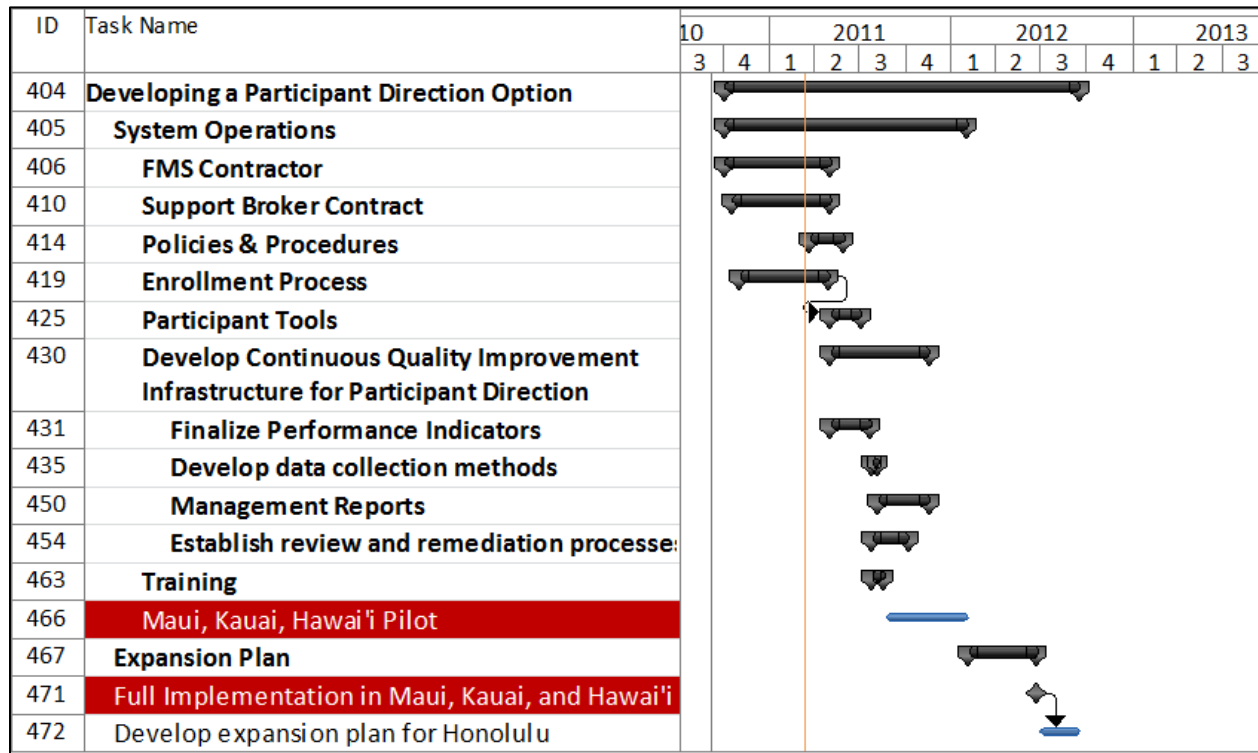 ID Task Name 10 2011 2012 2013
3 4 1 2 3 4 1 2 3 4 1 2 3
404 Developing a Participant Direction Option
405 System Operations
406 FMS Contractor
410 Support Broker Contract
414 Policies & Procedures
419 Enrollment Process
425 Participant Tools
430 Develop Continuous Quality Improvement
Infrastructure for Participant Direction
431 Finalize Performance Indicators
435 Develop data collection methods
450 Management Reports
454 Establish review and remediation processes
463 Training
466 Maui, Kauai, Hawai'i Pilot
467 Expansion Plan
471 Full Implementation in Maui, Kauai, and Hawai'i
472 Develop expansion plan for Honolulu